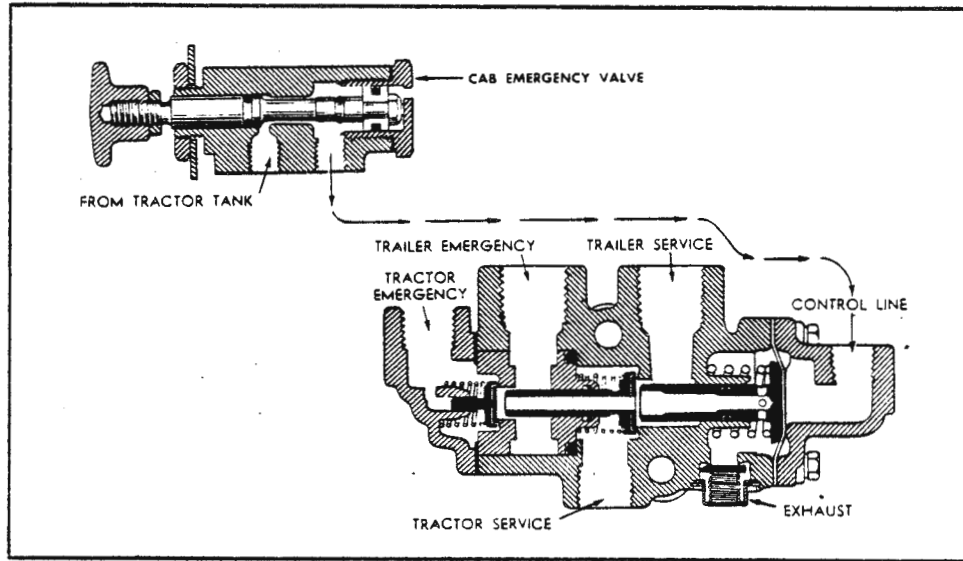 CAB EMERGENCY VALVE
FROM TRACTOR TANK
TRAILER EMERGENCY
TRAILER SERVICE
TRACTOR
EMERGENCY
CONTROL LINE
TRACTOR SERVICE
EXHAUST